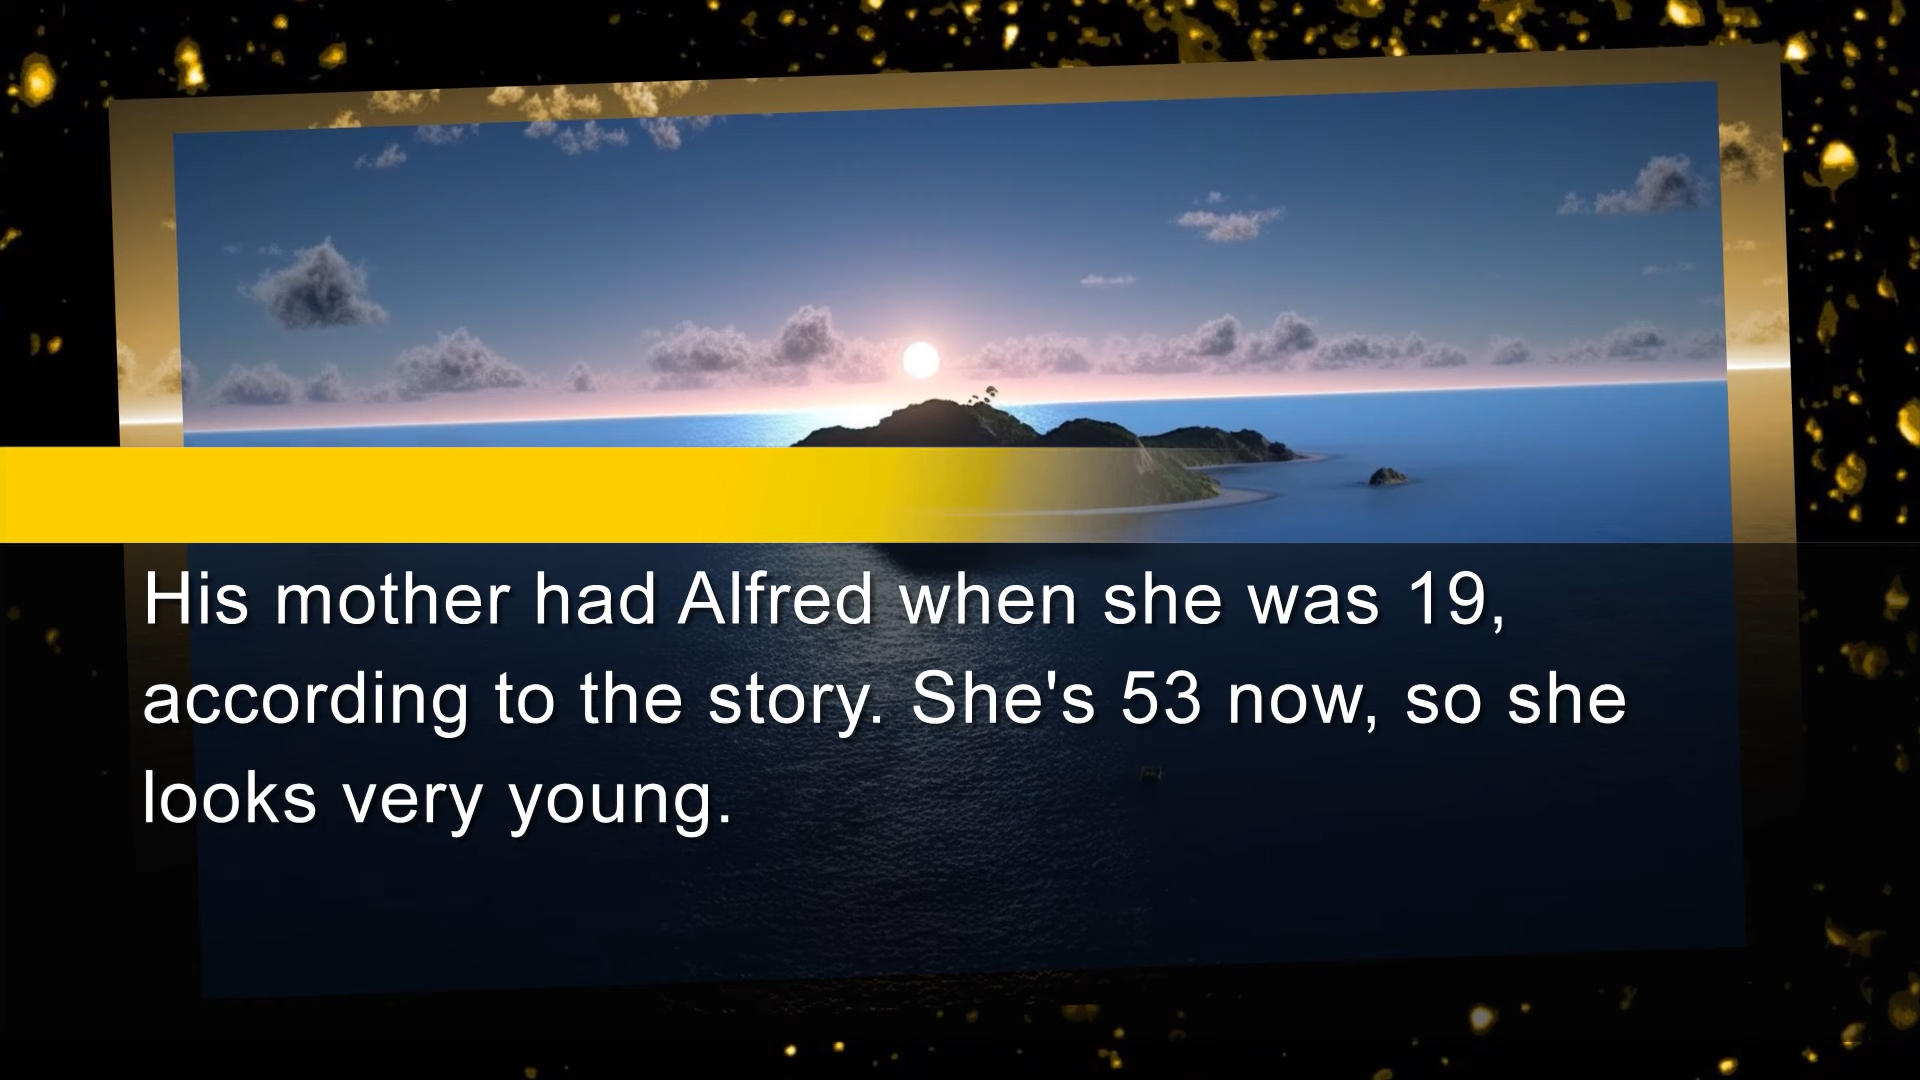 His mother had Alfred when she was 19,
according to the story. She's 53 now, so she
looks very young.